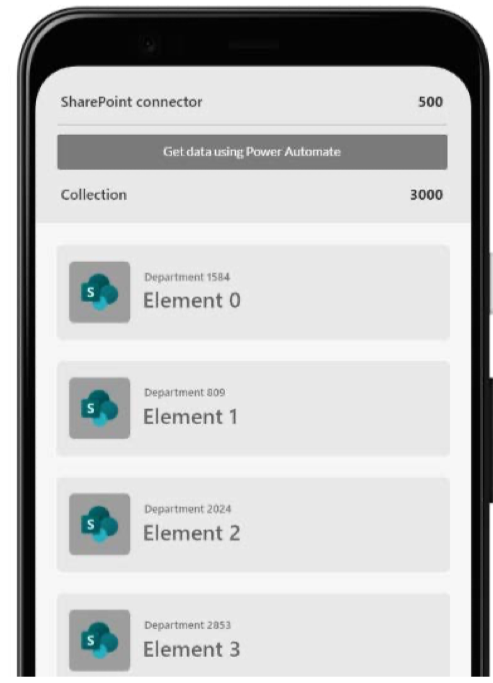 SharePoint connector 500
Get data using Power Automate
Collection 3000
Department 1584
S Element 0
Department 809
S Element 1
Department 2024
S Element 2
Department 2853
S Element 3